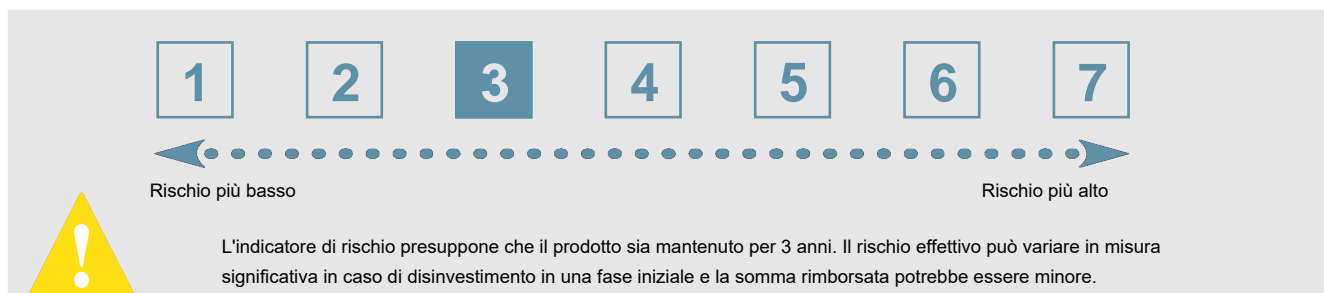 1 2 3 4 5 6 7
Rischio più basso Rischio più alto
L'indicatore di rischio presuppone che il prodotto sia mantenuto per 3 anni. Il rischio effettivo può variare in misura
significativa in caso di disinvestimento in una fase iniziale e la somma rimborsata potrebbe essere minore.